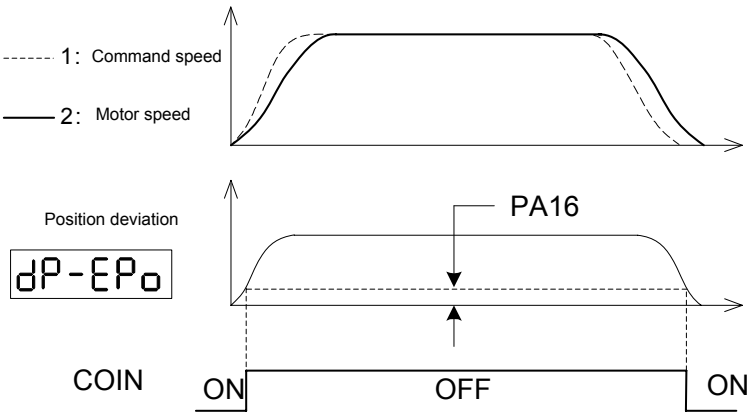 1: Command speed
2: Motor speed
Position deviation
PA16
dP-EPo
COIN
ON
OFF
ON